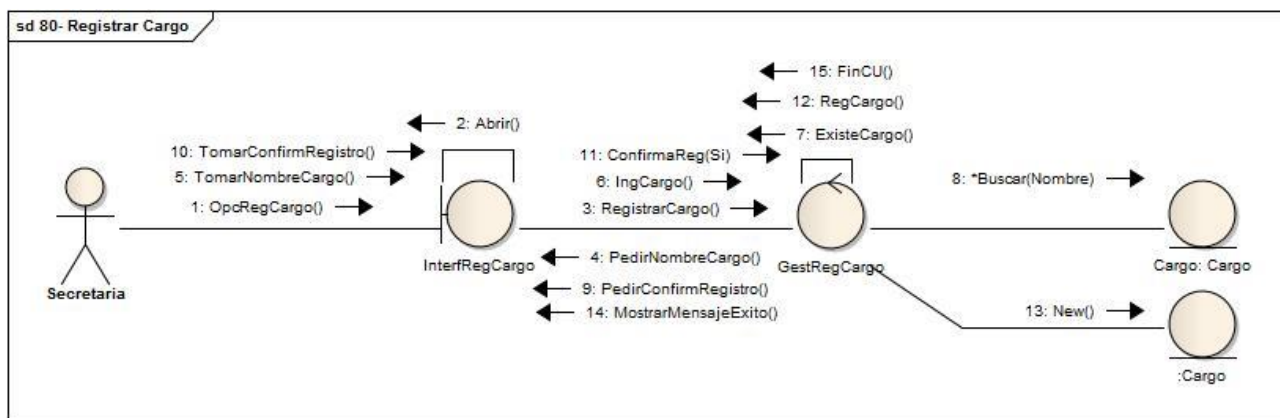 sd 80- Registrar Cargo
15: FinCU()
12: RegCargo()
7: ExisteCargo()
2: Abrir()
10: TomarConfirmRegistro()
5: TomarNombreCargo()
1: OpcRegCargo()
11: ConfirmaReg(Si)
6: IngCargo()
3: RegistrarCargo()
8: *Buscar(Nombre)
InterfRegCargo
GestRegCargo
Cargo: Cargo
Secretaria
4: PedirNombreCargo()
9: PedirConfirmRegistro()
14: MostrarMensajeExito()
13: New()
:Cargo